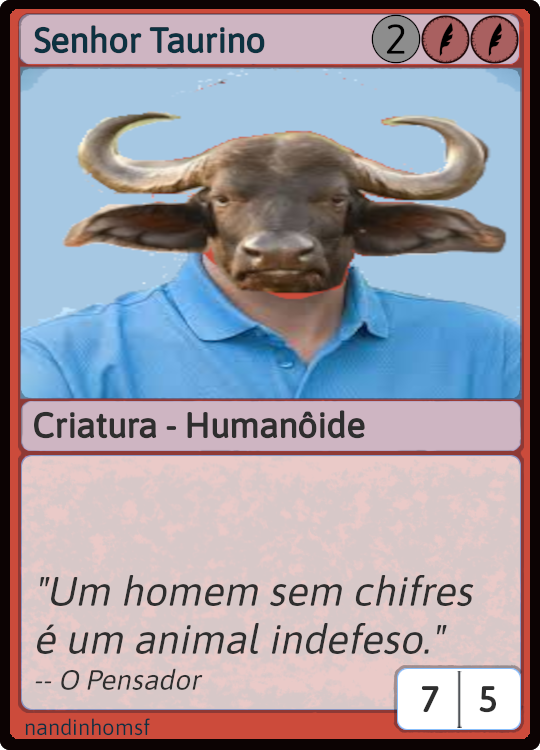 Senhor Taurino 2
Criatura - Humanôide
"Um homem sem chifres
é um animal indefeso."
-- O Pensador
7 5
nandinhomsf